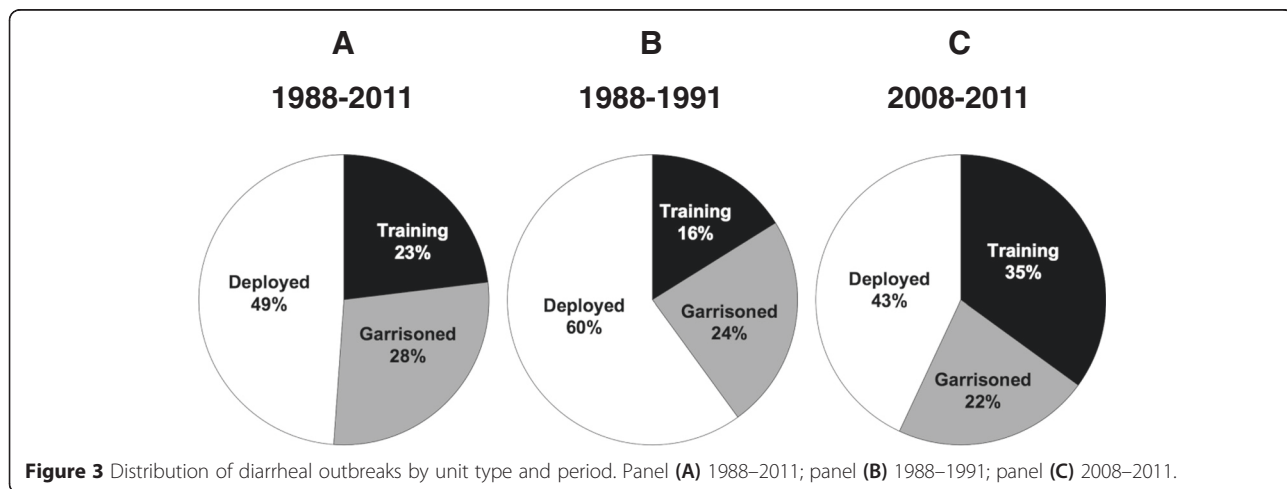 A
1988-2011
Training
23%
Deployed
49%
Garrisoned
28%
B
1988-1991
Training
16%
Deployed
60%
Garrisoned
24%
C
2008-2011
Training
35%
Deployed
43%
Garrisoned
22%
Figure 3 Distribution of diarrheal outbreaks by unit type and period. Panel (A) 1988–2011; panel (B) 1988–1991; panel (C) 2008–2011.